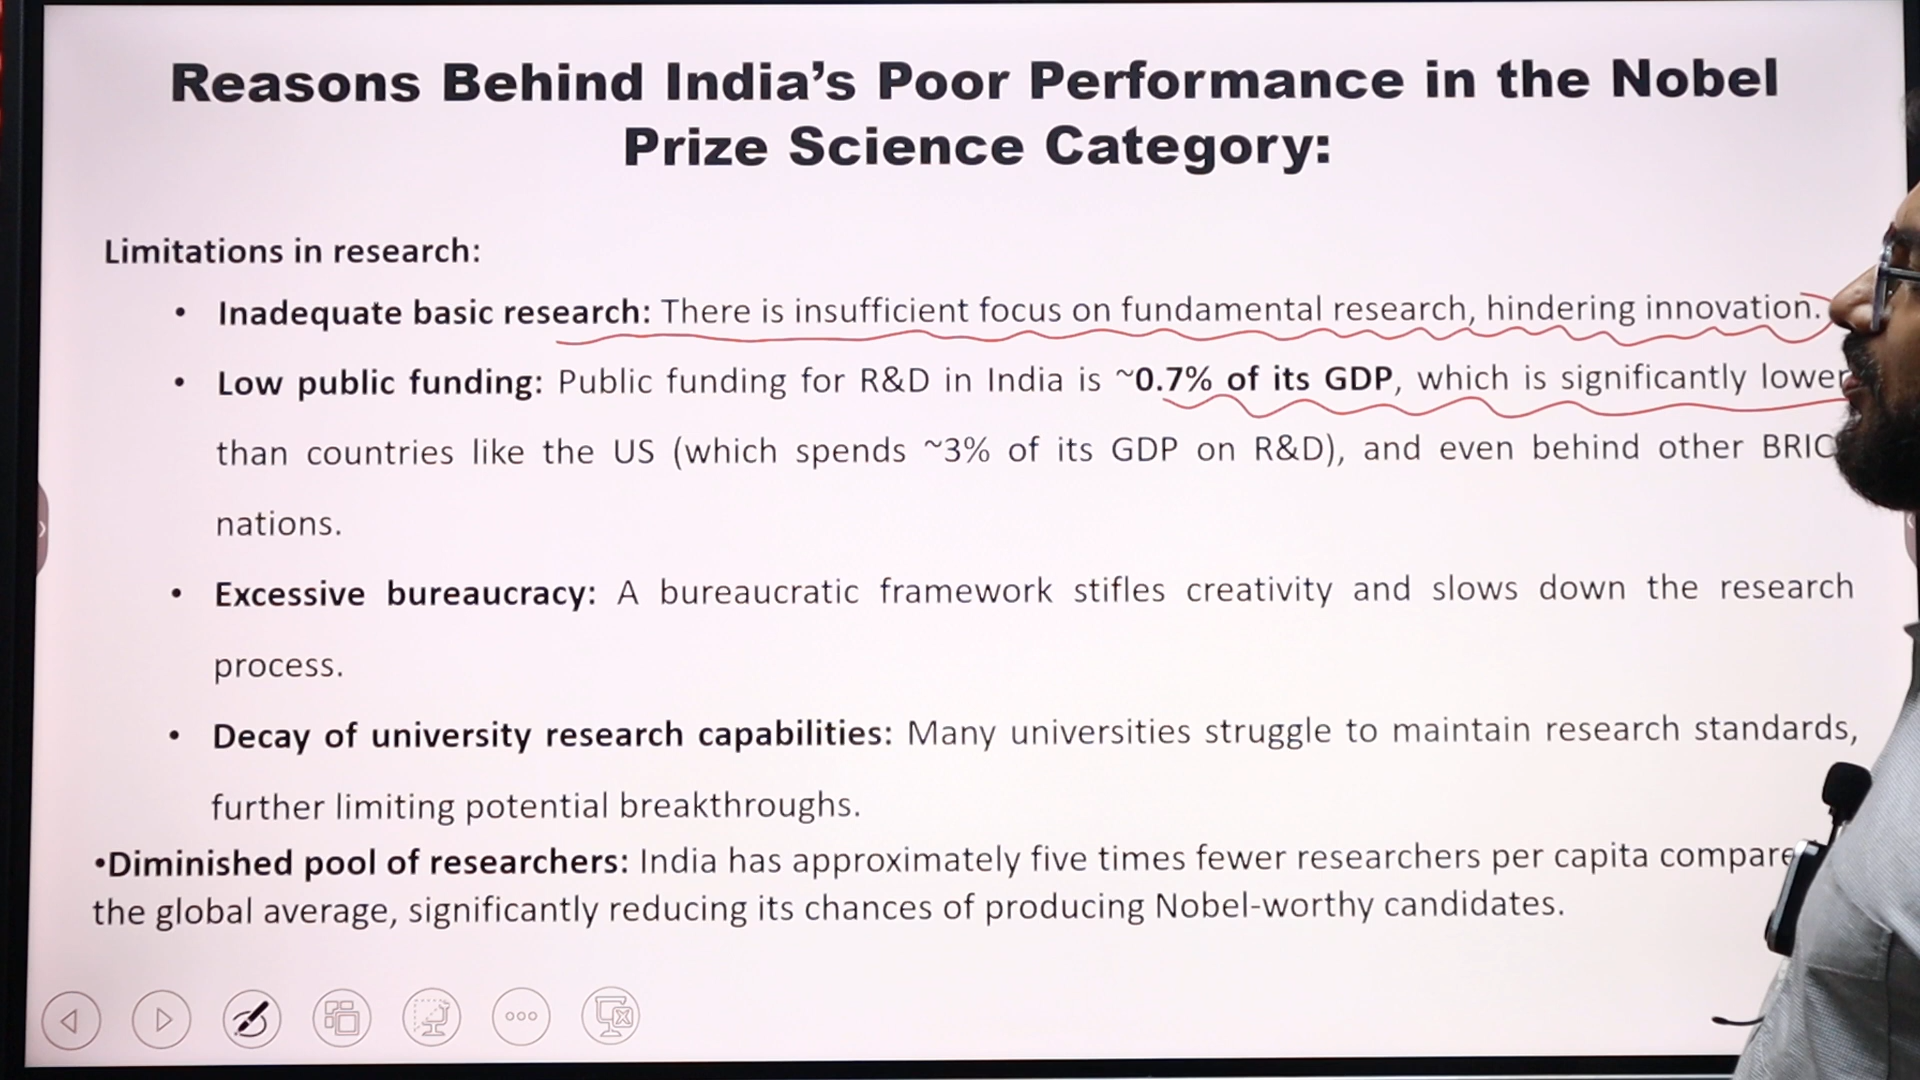 Reasons Behind India’s Poor Performance in the Nobel
Prize Science Category:
Limitations in research:
• Inadequate basic research: There is insufficient focus on fundamental research, hindering innovation.
• Low public funding: Public funding for R&D in India is ~0.7% of its GDP, which is significantly lower
than countries like the US (which spends ~3% of its GDP on R&D), and even behind other
nations.
• Excessive bureaucracy: A bureaucratic framework stifles creativity and slows down the research
process.
• Decay of university research capabilities: Many universities struggle to maintain research standards,
further limiting potential breakthroughs.
•Diminished pool of researchers: India has approximately five times fewer researchers per capita
the global average, significantly reducing its chances of producing Nobel-worthy candidates.